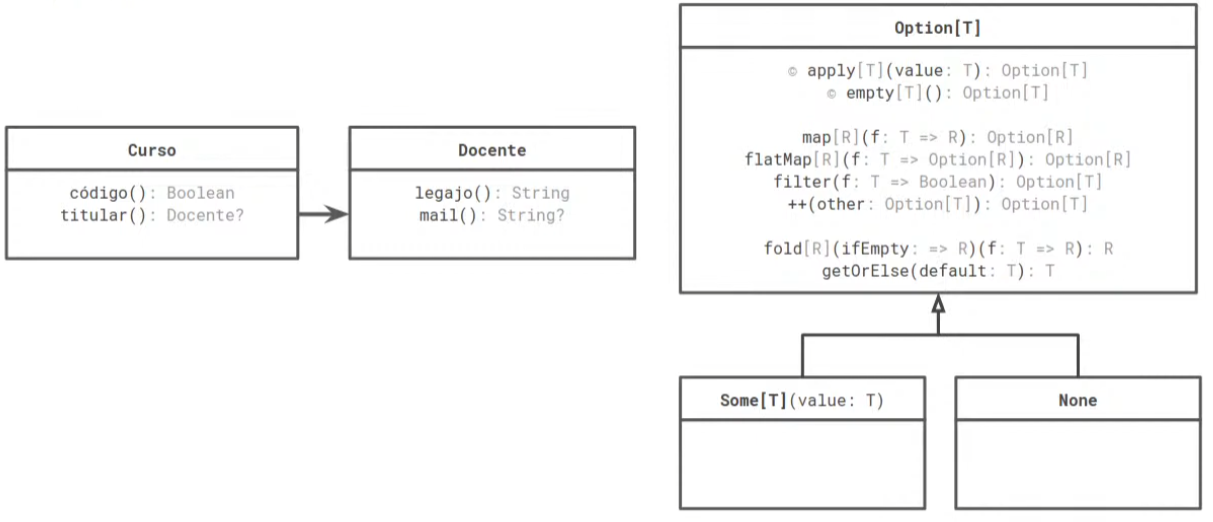 Curso
código(): Boolean
titular(): Docente?
Docente
legajo(): String
mail(): String?
Option[T]
© apply[T](value: T): Option[T]
© empty[T](): Option[T]
map[R](f: T => R): Option[R]
flatMap[R](f: T => Option[R]): Option[R]
filter(f: T => Boolean): Option[T]
++(other: Option[T]): Option[T]
fold[R](ifEmpty: => R)(f: T => R): R
getOrElse(default: T): T
Some[T](value: T)
None